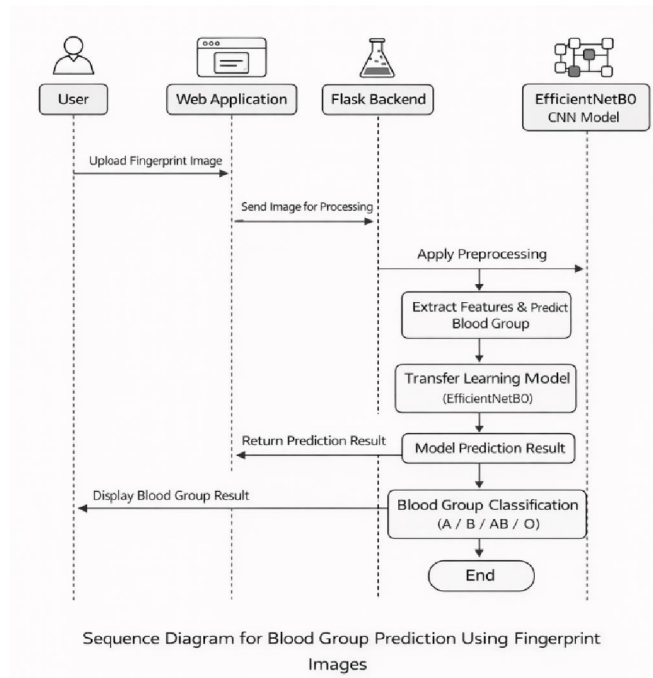 User
Web Application
Flask Backend
EfficientNetB0
CNN Model
Upload Fingerprint Image
Send Image for Processing
Apply Preprocessing
Extract Features & Predict
Blood Group
Transfer Learning Model
(EfficientNetB0)
Return Prediction Result
Model Prediction Result
Display Blood Group Result
Blood Group Classification
(A / B / AB / O)
End
Sequence Diagram for Blood Group Prediction Using Fingerprint
Images